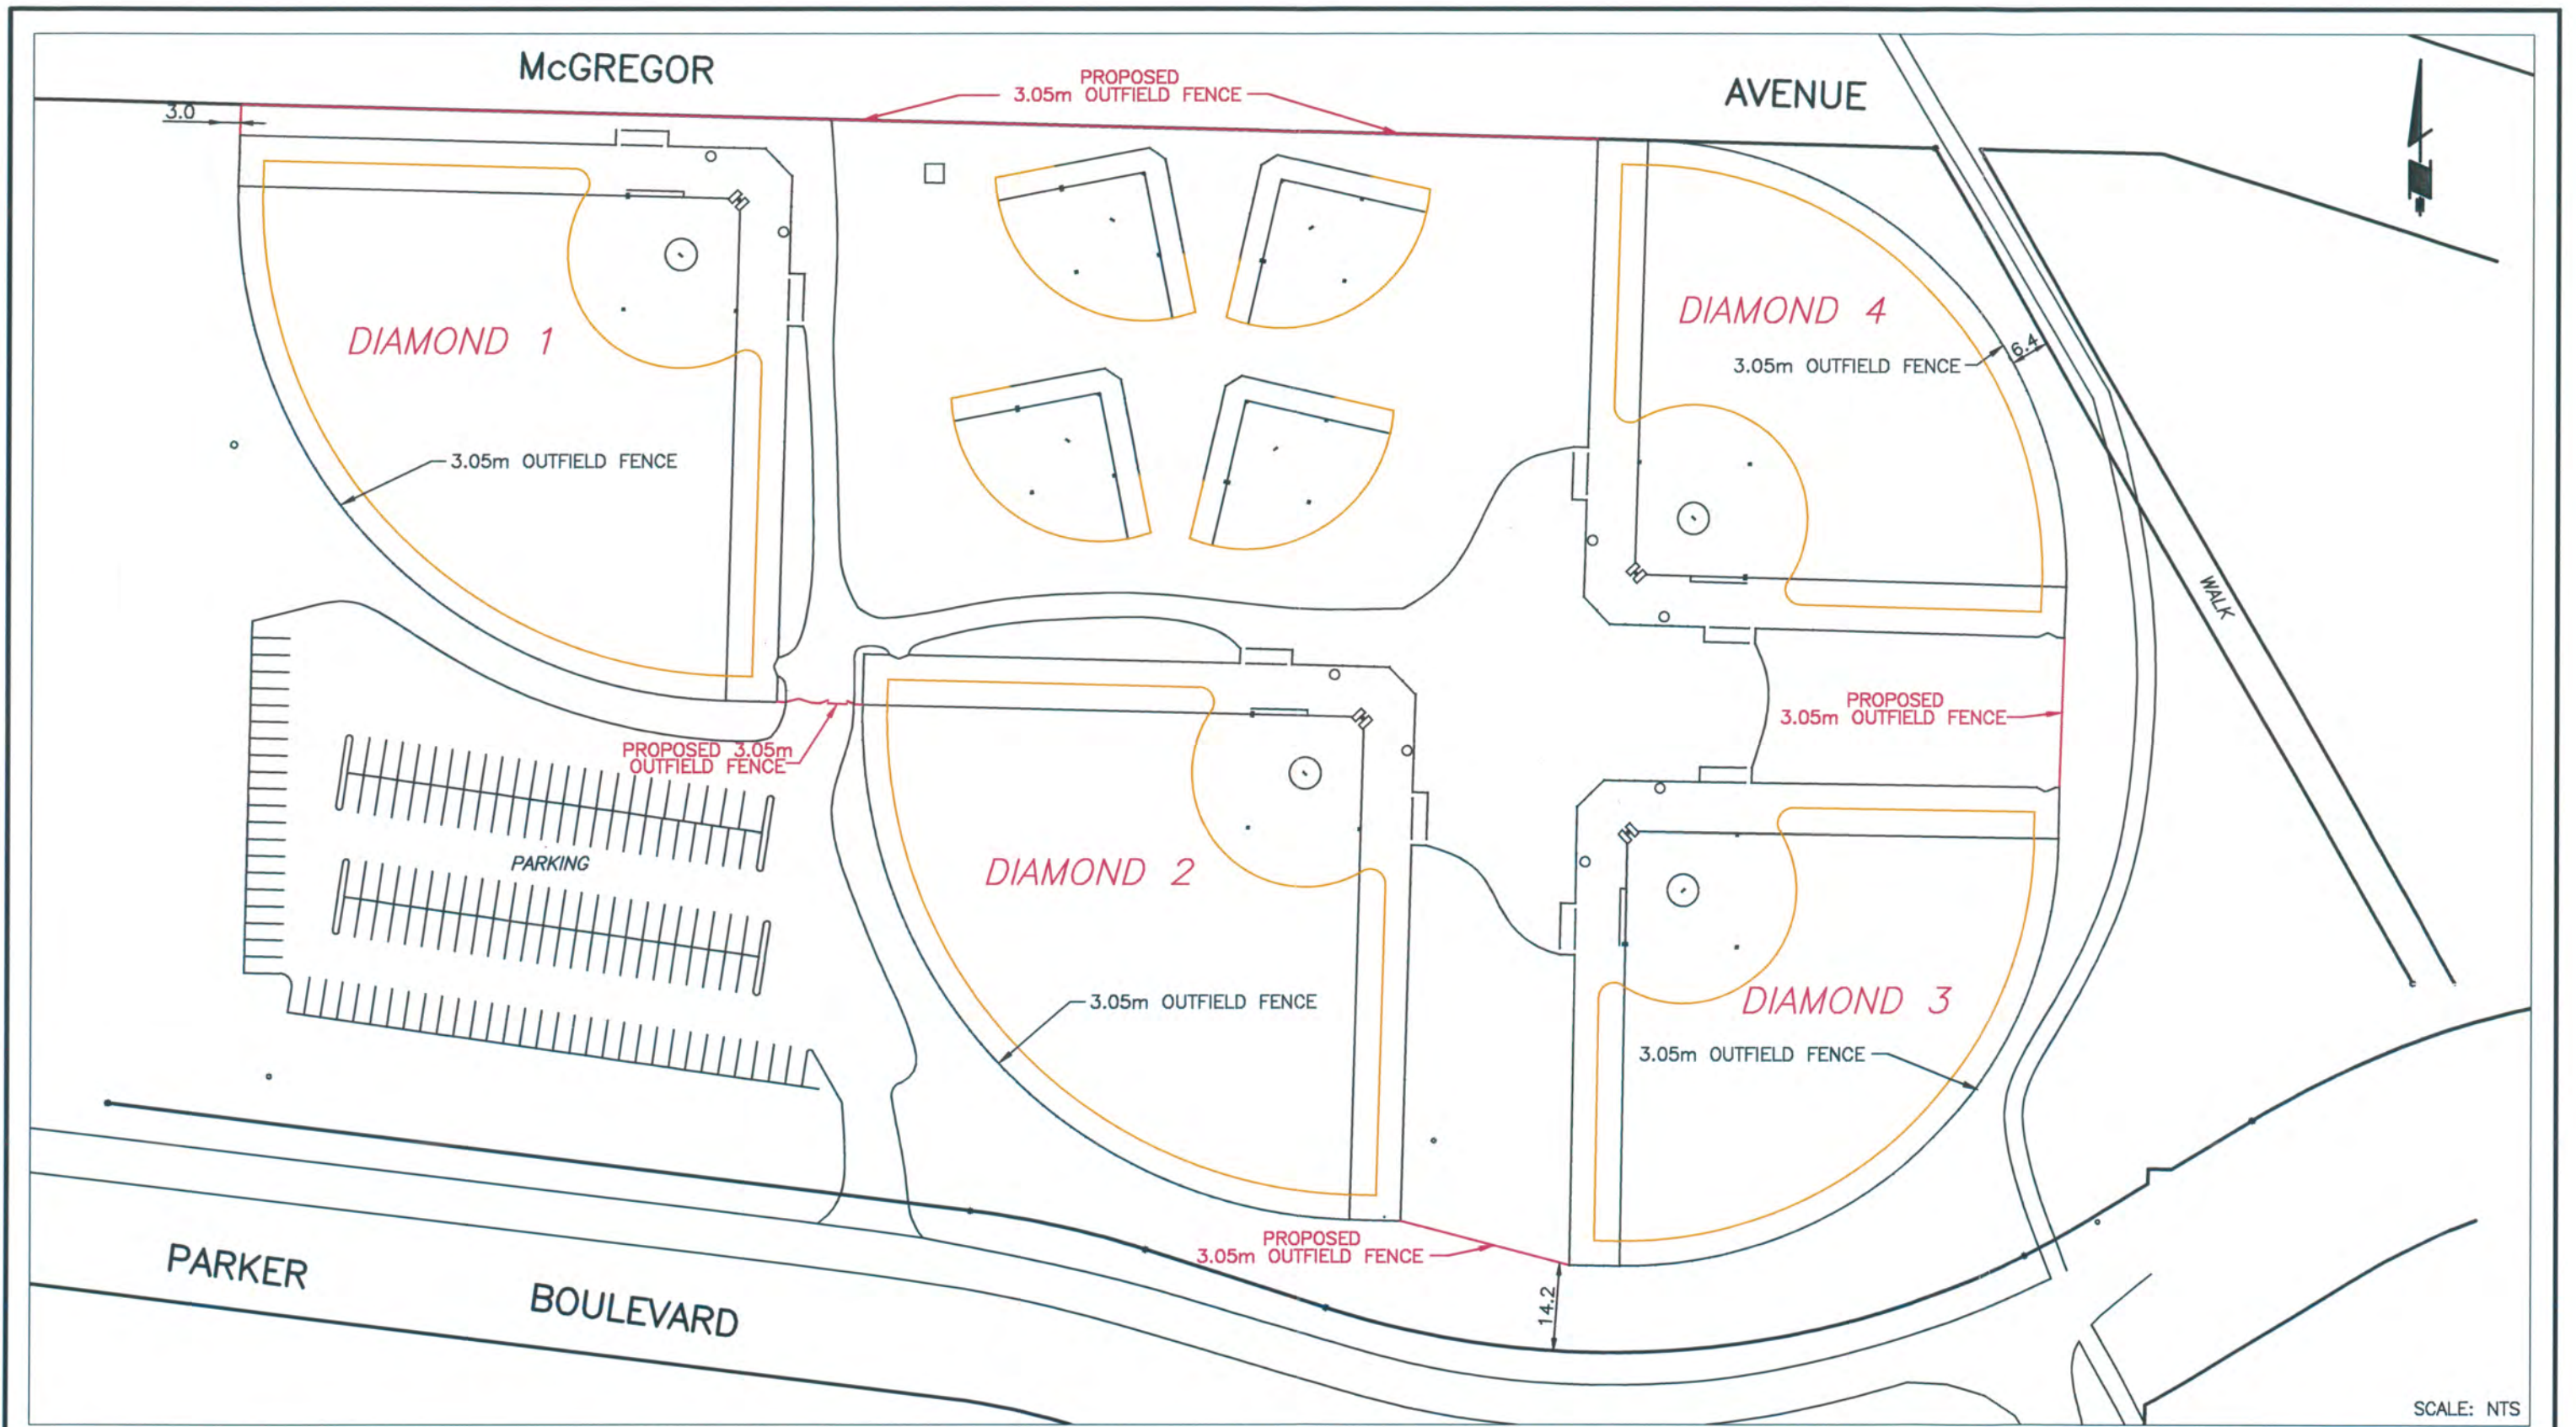 McGREGOR
AVENUE
PROPOSED
3.05m OUTFIELD FENCE
3.0
DIAMOND 1
3.05m OUTFIELD FENCE
DIAMOND 4
3.05m OUTFIELD FENCE
6.4
WALK
PROPOSED
3.05m OUTFIELD FENCE
PROPOSED 3.05m
OUTFIELD FENCE
PARKING
DIAMOND 2
3.05m OUTFIELD FENCE
DIAMOND 3
3.05m OUTFIELD FENCE
PROPOSED
3.05m OUTFIELD FENCE
14.2
PARKER
BOULEVARD
SCALE: NTS